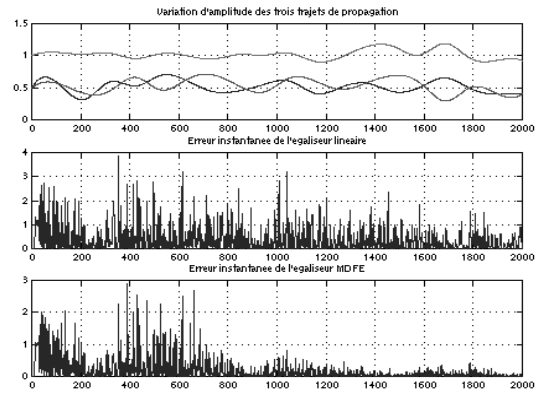 Variation d'amplitude des trois trajets de propagation
1.5
1
0.5
0
0 200 400 600 800 1000 1200 1400 1600 1800 2000
Erreur instantanee de l'egaliseur lineaire
4
3
2
1
0
0 200 400 600 800 1000 1200 1400 1600 1800 2000
Erreur instantanee de l'egaliseur MDFE
3
2
1
0
0 200 400 600 800 1000 1200 1400 1600 1800 2000